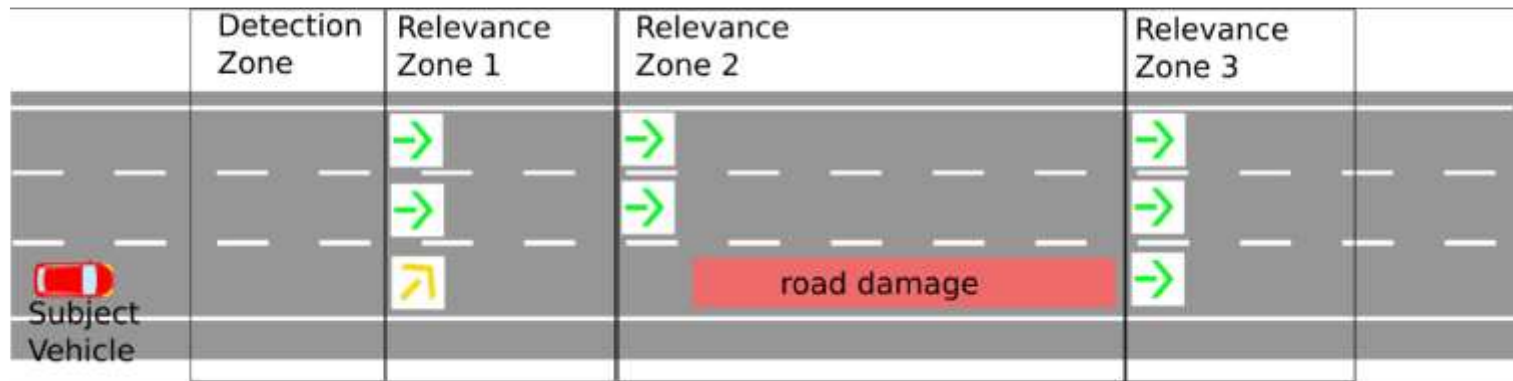 Detection
Zone
Relevance
Zone 1
Relevance
Zone 2
Relevance
Zone 3
road damage
Subject
Vehicle